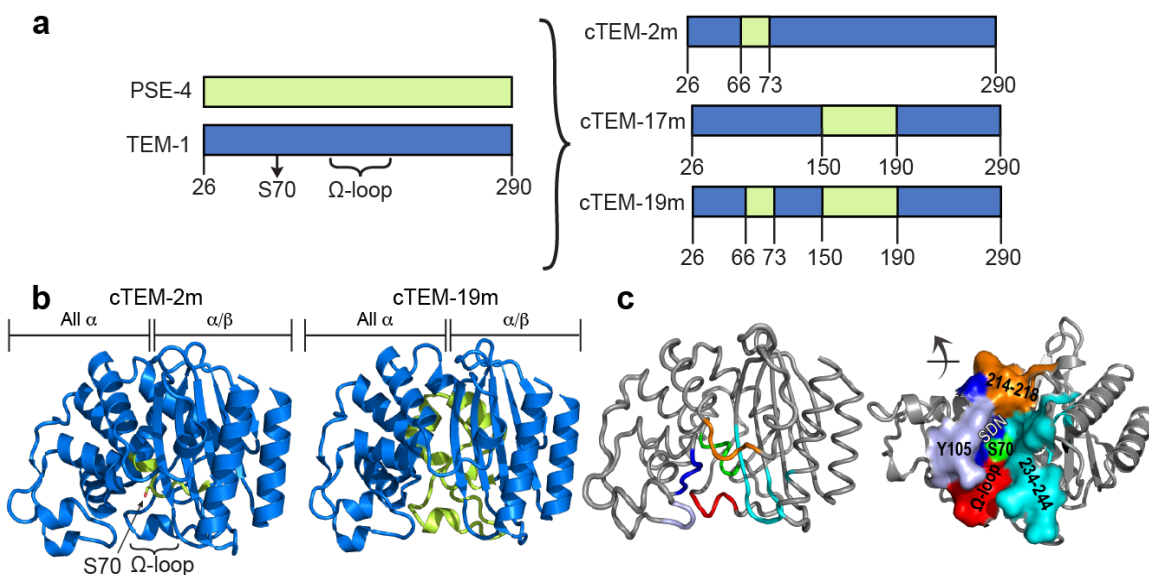 a
PSE-4
TEM-1
26
S70
Ω-loop
290
cTEM-2m
26
66
73
290
cTEM-17m
26
150
190
290
cTEM-19m
26
66
73
150
190
290
b
cTEM-2m
All α
α/β
S70
Ω-loop
cTEM-19m
All α
α/β
c
214-218
SDN
Y105
S70
234-244
Ω-loop